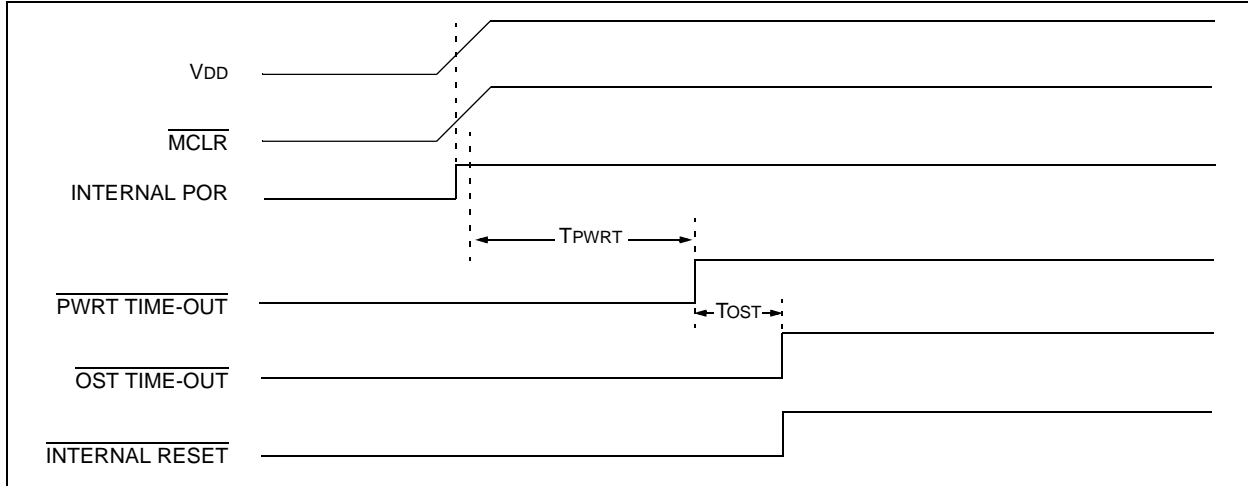 VDD
MCLR
INTERNAL POR
TPWRT
PWRT TIME-OUT
TOST
OST TIME-OUT
INTERNAL RESET